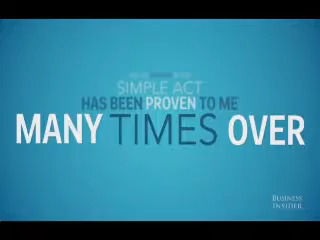 SIMPLE ACT
HAS BEEN PROVEN TO ME
MANY TIMES OVER
BUSINESS
INSIDER